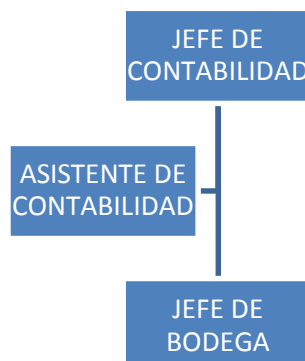 JEFE DE
CONTABILIDAD
ASISTENTE DE
CONTABILIDAD
JEFE DE
BODEGA